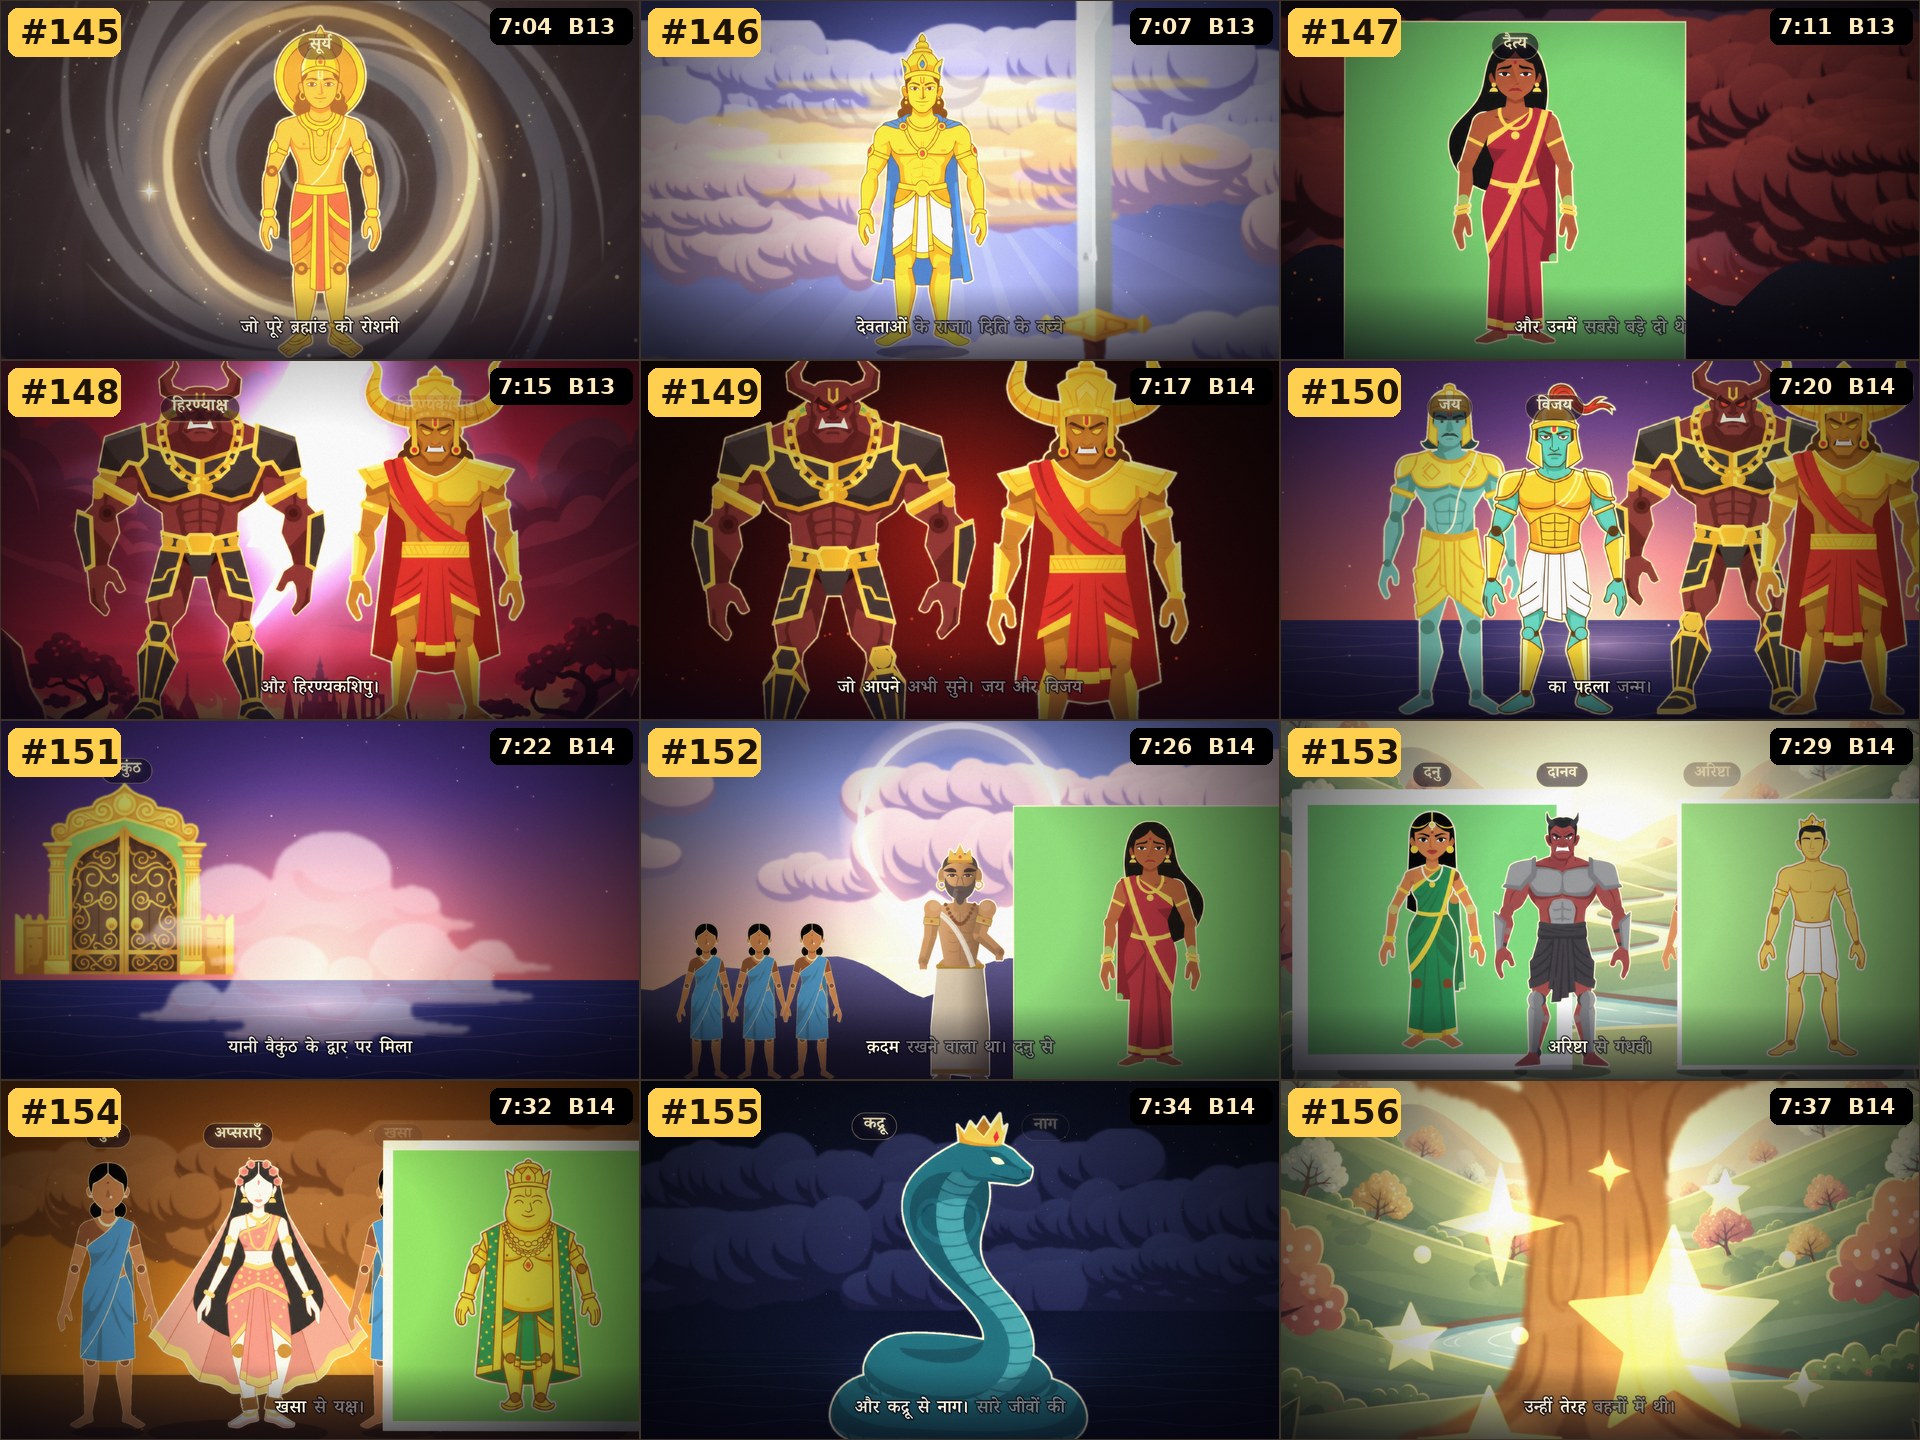 #145
7:04 B13
सूर्य
जो पूरे ब्रह्मांड को रोशनी
#146
7:07 B13
देवताओं के राजा। दिति के बच्चे
#147
7:11 B13
दैत्य
और उनमें सबसे बड़े दो थे
#148
7:15 B13
हिरण्याक्ष
हिरण्यकशिपु
और हिरण्यकशिपु।
#149
7:17 B14
जो आपने अभी सुने। जय और विजय
#150
7:20 B14
जय
विजय
का पहला जन्म।
#151
7:22 B14
यानी वैकुंठ के द्वार पर मिला
#152
7:26 B14
क़दम रखने वाला था। दनु से
#153
7:29 B14
दनु
दानव
अरिष्टा
अरिष्टा से गंधर्व।
#154
7:32 B14
अप्सराएँ
खसा
खसा से यक्ष।
#155
7:34 B14
कद्रू
नाग
और कद्रू से नाग। सारे जीवों की
#156
7:37 B14
उन्हीं तेरह बहनों में थी।